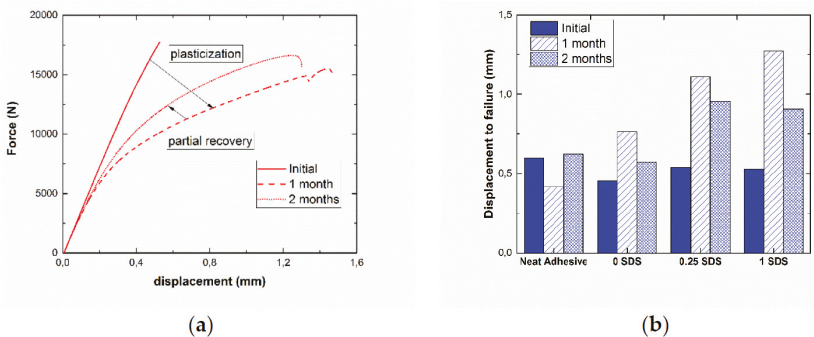 (a)
20000
15000
10000
5000
0
Force (N)
plasticization
partial recovery
Initial
1 month
2 months
0,0 0,4 0,8 1,2 1,6
displacement (mm)
(b)
1,5
1,0
0,5
0,0
Displacement to failure (mm)
Initial
1 month
2 months
Neat Adhesive 0 SDS 0.25 SDS 1 SDS
(a) (b)